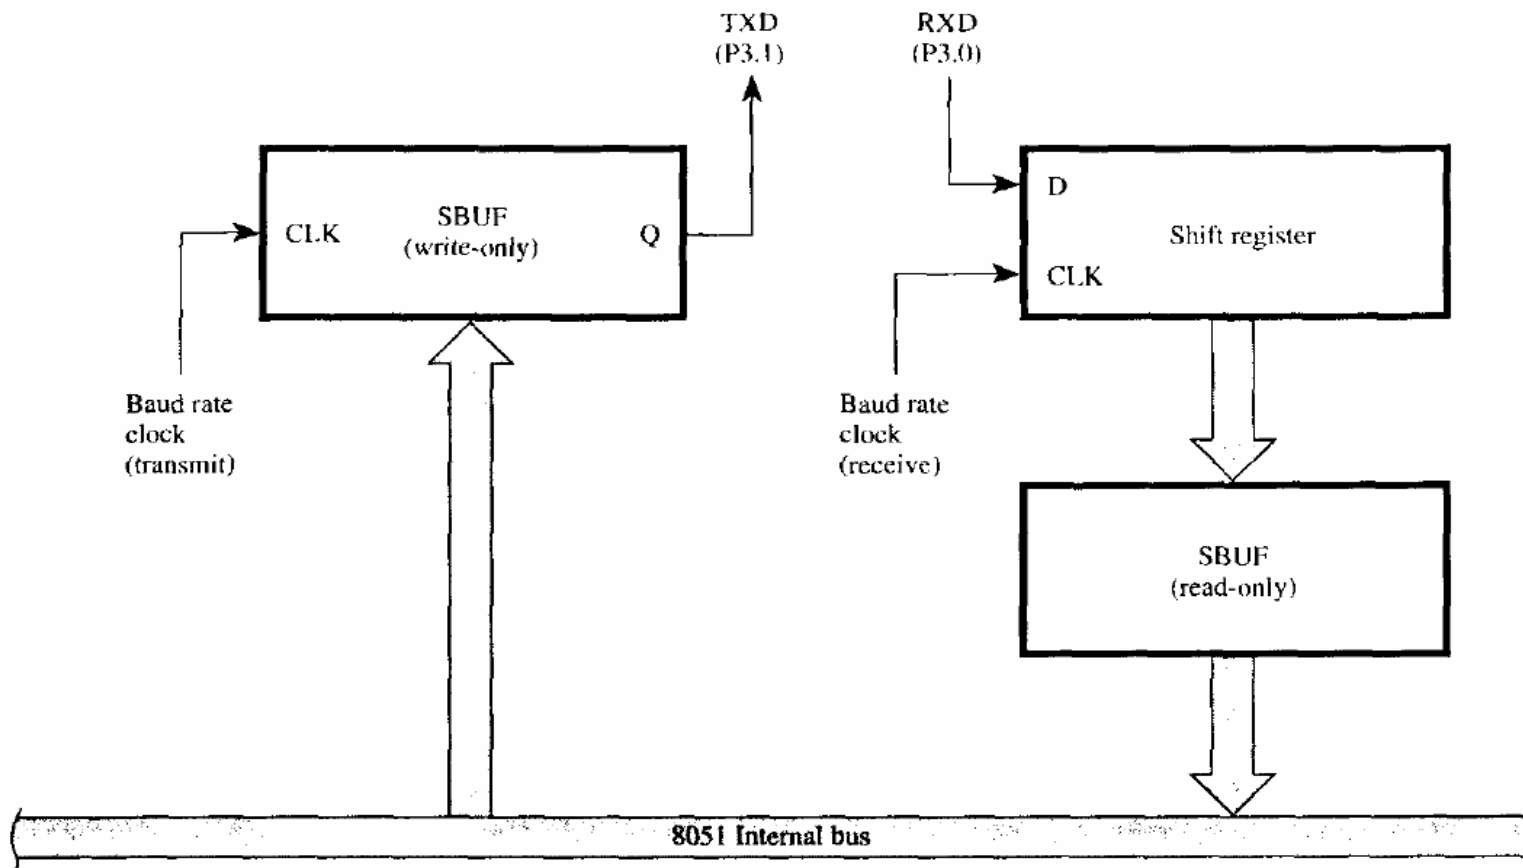 TXD
(P3.1)
RXD
(P3.0)
CLK
SBUF
(write-only)
Q
D
Shift register
CLK
Baud rate
clock
(transmit)
Baud rate
clock
(receive)
SBUF
(read-only)
8051 Internal bus